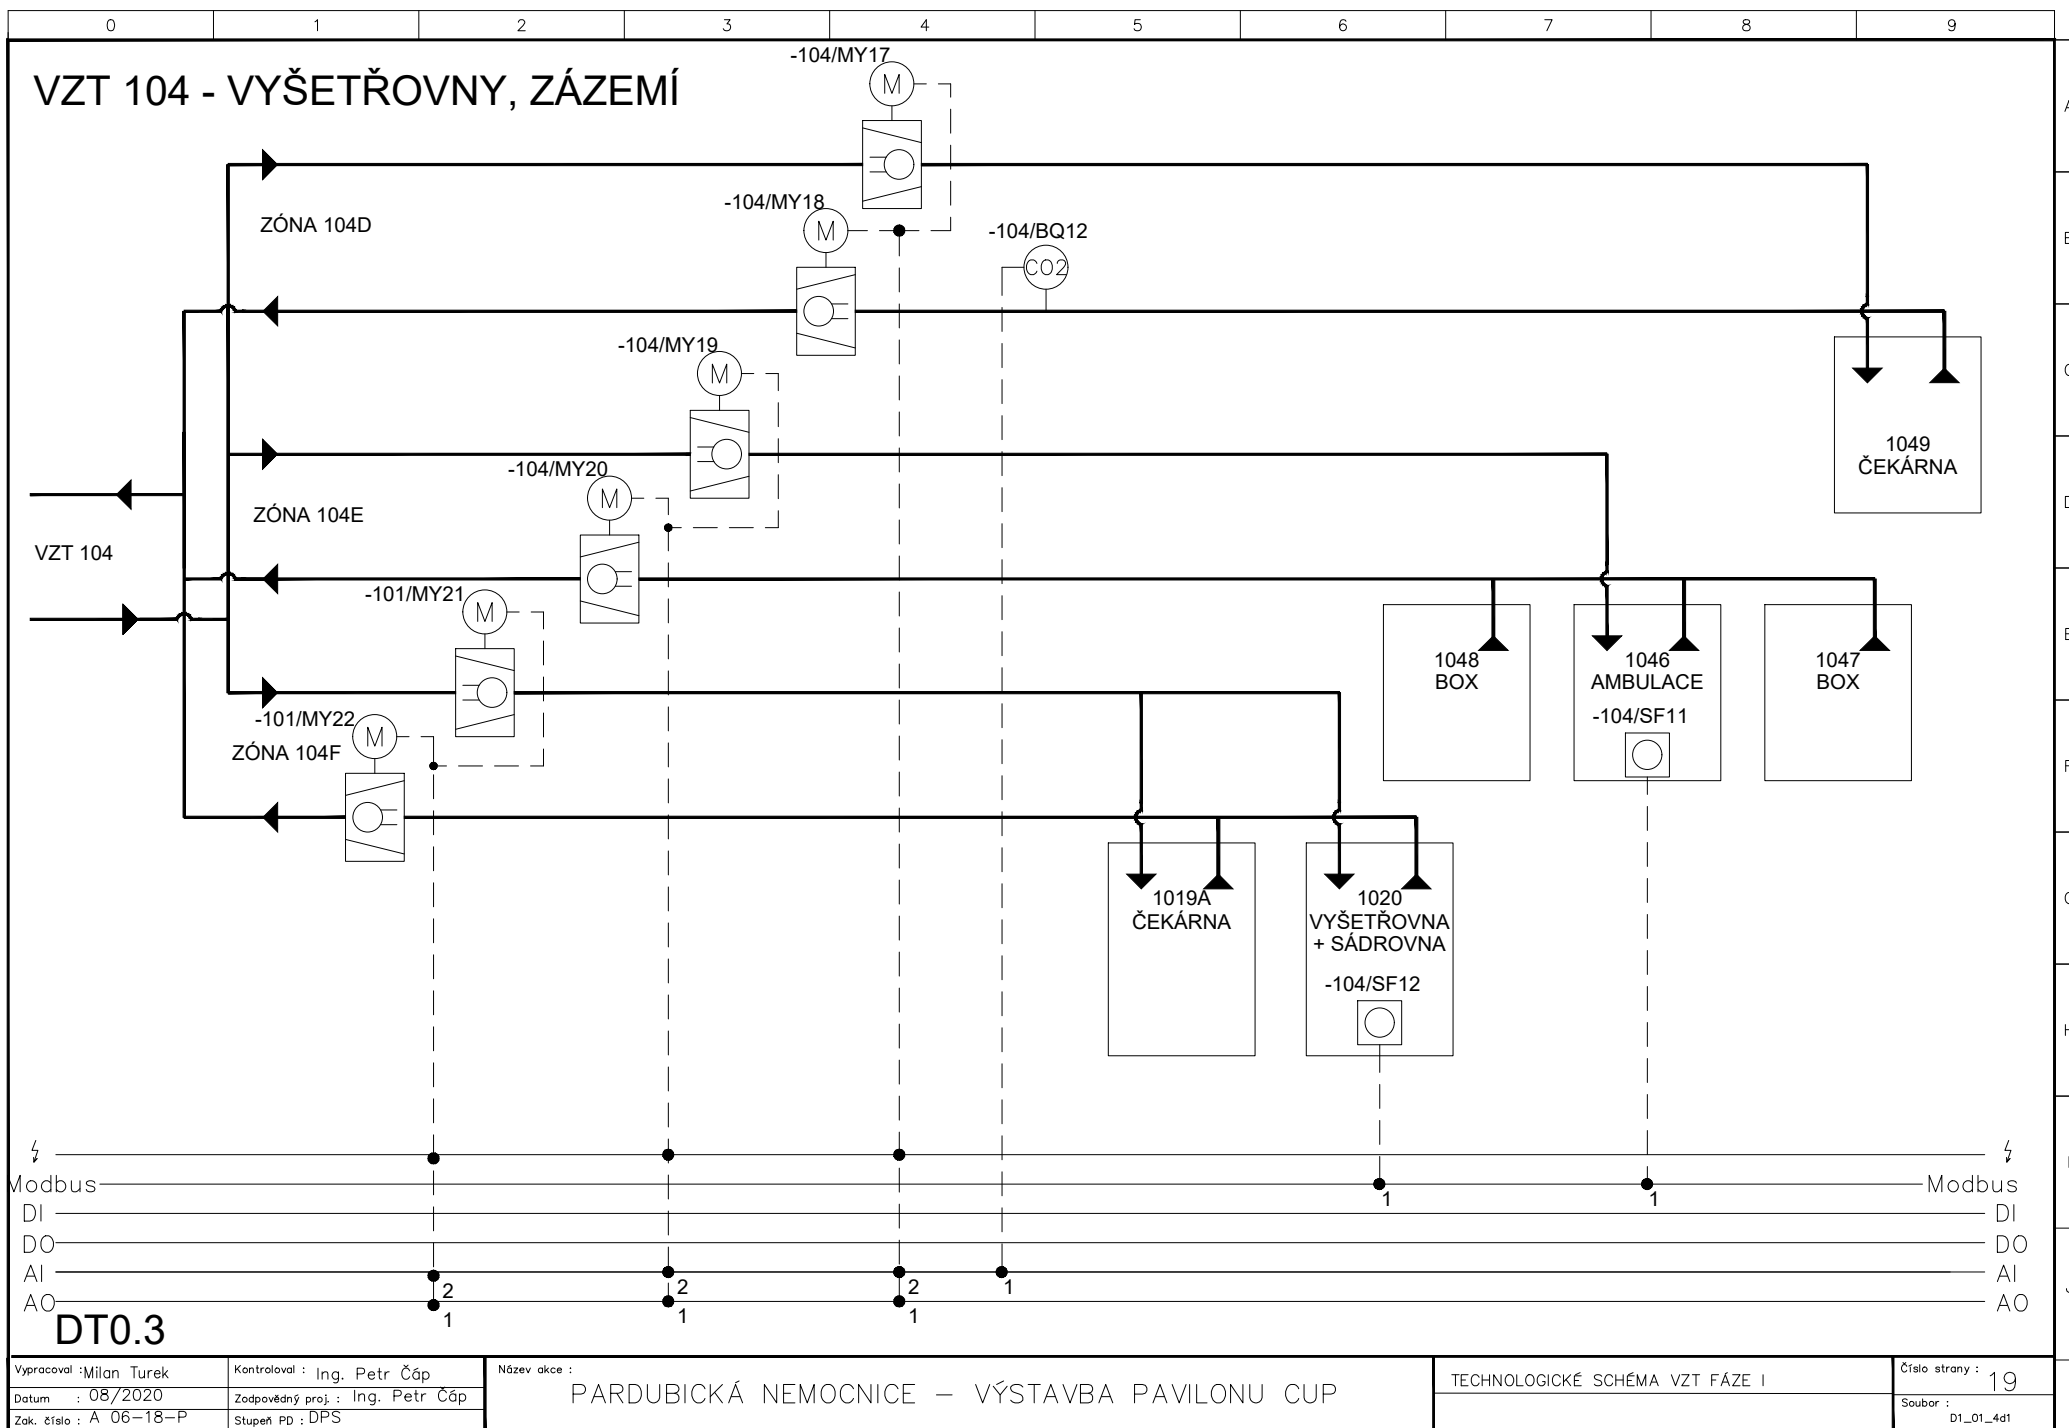 0 1 2 3 4 5 6 7 8 9
-104/MY17
VZT 104 - VYŠETŘOVNY, ZÁZEMÍ
M
-104/MY18
M
ZÓNA 104D
-104/BQ12
CO2
-104/MY19
M
1049
ČEKÁRNA
-104/MY20
M
ZÓNA 104E
VZT 104
-101/MY21
M
1048
BOX
1046
AMBULACE
-104/SF11
1047
BOX
-101/MY22
M
ZÓNA 104F
1019A
ČEKÁRNA
1020
VYŠETŘOVNA
+ SÁDROVNA
-104/SF12
Modbus 1 1 Modbus
DI DI
DO DO
AI 2 2 2 1 AI
AO 1 1 1 AO
DT0.3
Vypracoval : Milan Turek
Datum : 08/2020
Zak. číslo : A 06-18-P
Kontroloval : Ing. Petr Čáp
Zodpovědný proj. : Ing. Petr Čáp
Stupeň PD : DPS
Název akce :
PARDUBICKÁ NEMOCNICE – VÝSTAVBA PAVILONU CUP
TECHNOLOGICKÉ SCHÉMA VZT FÁZE I
Číslo strany : 19
Soubor :
D1_01_4d1